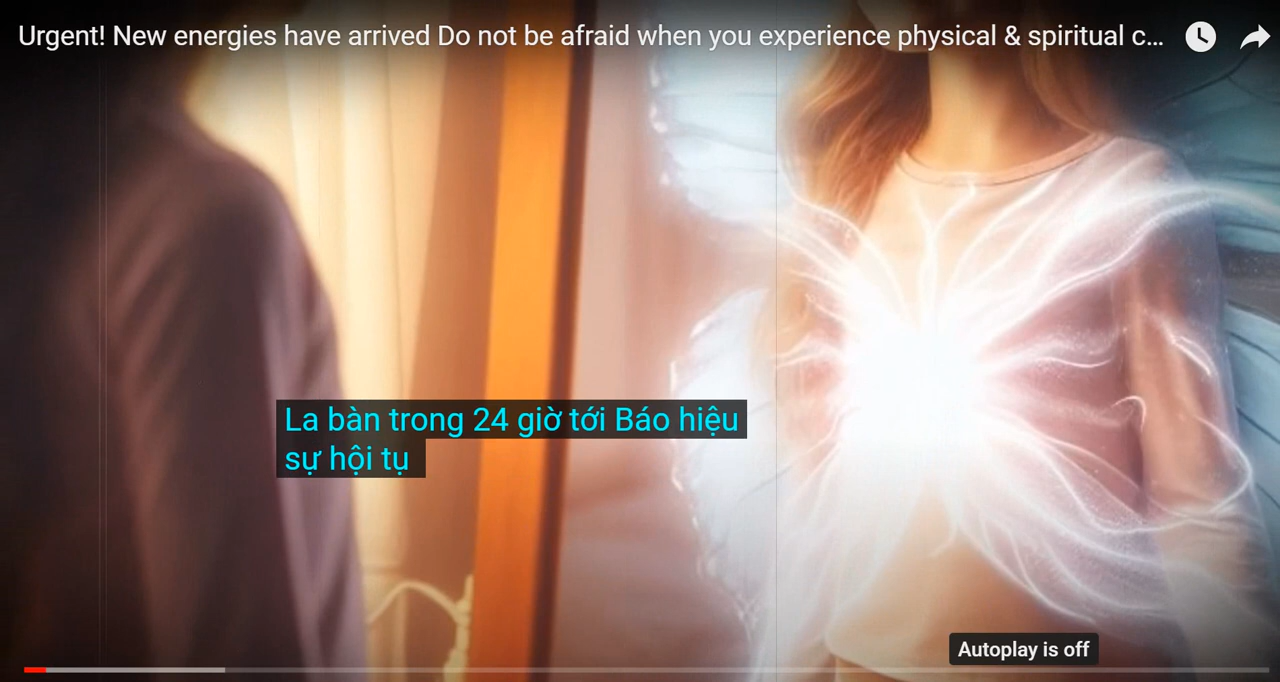 Urgent! New energies have arrived Do not be afraid when you experience physical & spiritual c...
La bàn trong 24 giờ tới Báo hiệu
sự hội tụ
Autoplay is off